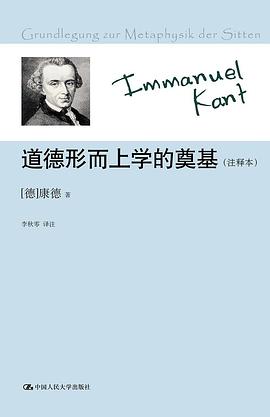 Grundlegung zur Metaphysik der Sitten
Immanuel
Kant
道德形而上学的奠基(注释本)
[德]康德 著
李秋零 译注
中国人民大学出版社